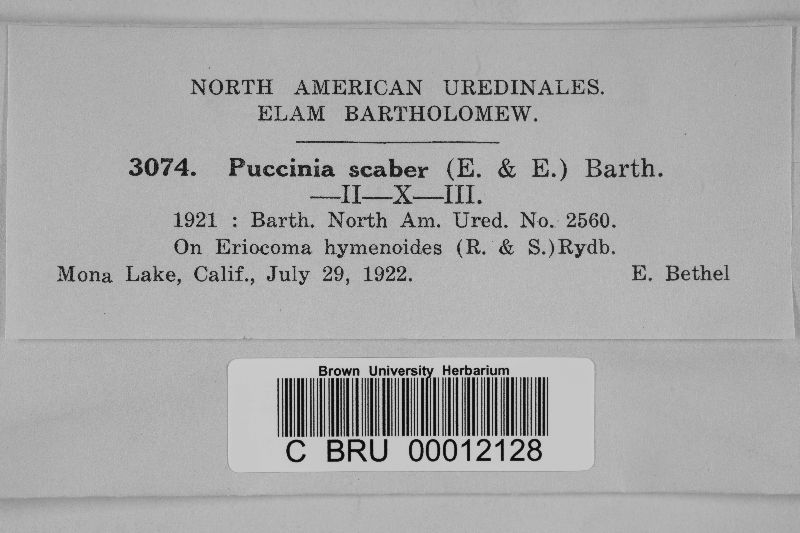 NORTH AMERICAN UREDINALES.
ELAM BARTHOLOMEW.
3074. Puccinia scaber (E. & E.) Barth.
—II—X—III.
1921 : Barth. North Am. Ured. No. 2560.
On Eriocoma hymenoides (R. & S.)Rydb.
Mona Lake, Calif., July 29, 1922. E. Bethel
Brown University Herbarium
C BRU 00012128